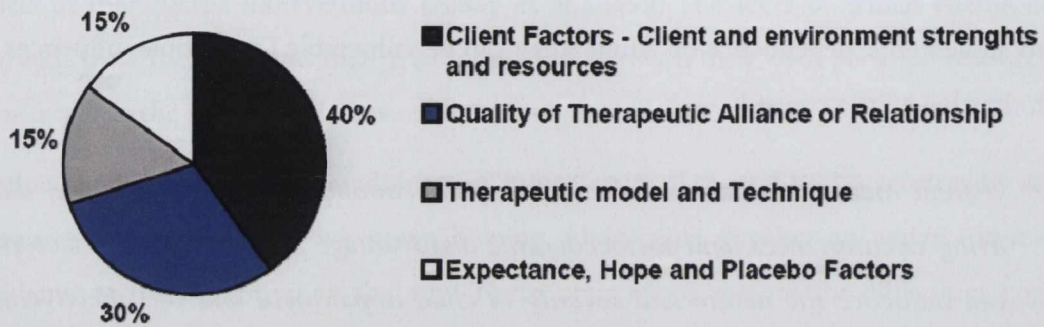 15%
Client Factors - Client and environment strenghts
and resources
40%
Quality of Therapeutic Alliance or Relationship
15%
Therapeutic model and Technique
Expectance, Hope and Placebo Factors
30%